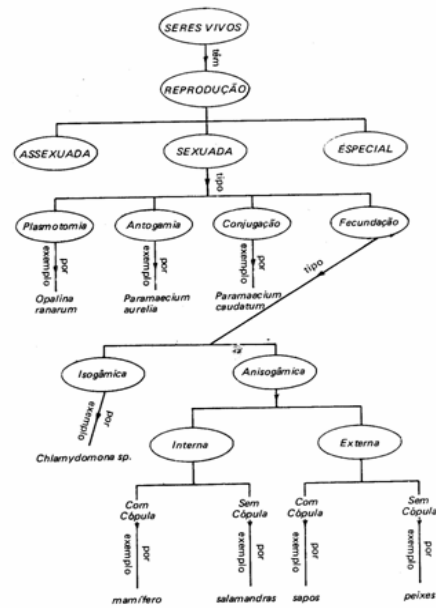 SERES VIVOS
têm
REPRODUÇÃO
ASSEXUADA
SEXUADA
ESPECIAL
tipo
Plasmotomia
Antogamia
Conjugação
Fecundação
por exemplo
por exemplo
por exemplo
tipo
Opalina
ranarum
Paramaecium
aurelia
Paramaecium
caudatum
Isogâmica
Anisogâmica
por exemplo
Chlamydomona sp.
Interna
Externa
Com
Cópula
Sem
Cópula
Com
Cópula
Sem
Cópula
por exemplo
por exemplo
por exemplo
por exemplo
mamífero
salamandras
sapos
peixes